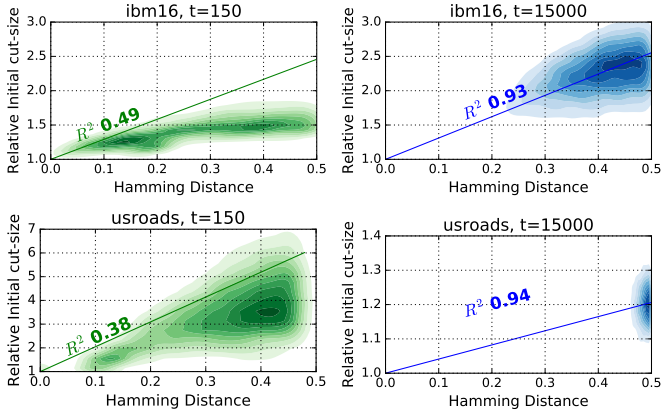 ibm16, t=150
Relative Initial cut-size
3.0
2.5
2.0
1.5
1.0
R² 0.49
0.0 0.1 0.2 0.3 0.4 0.5
Hamming Distance
ibm16, t=15000
Relative Initial cut-size
3.0
2.5
2.0
1.5
1.0
R² 0.93
0.0 0.1 0.2 0.3 0.4 0.5
Hamming Distance
usroads, t=150
Relative Initial cut-size
7
6
5
4
3
2
1
R² 0.38
0.0 0.1 0.2 0.3 0.4 0.5
Hamming Distance
usroads, t=15000
Relative Initial cut-size
1.4
1.3
1.2
1.1
1.0
R² 0.94
0.0 0.1 0.2 0.3 0.4 0.5
Hamming Distance